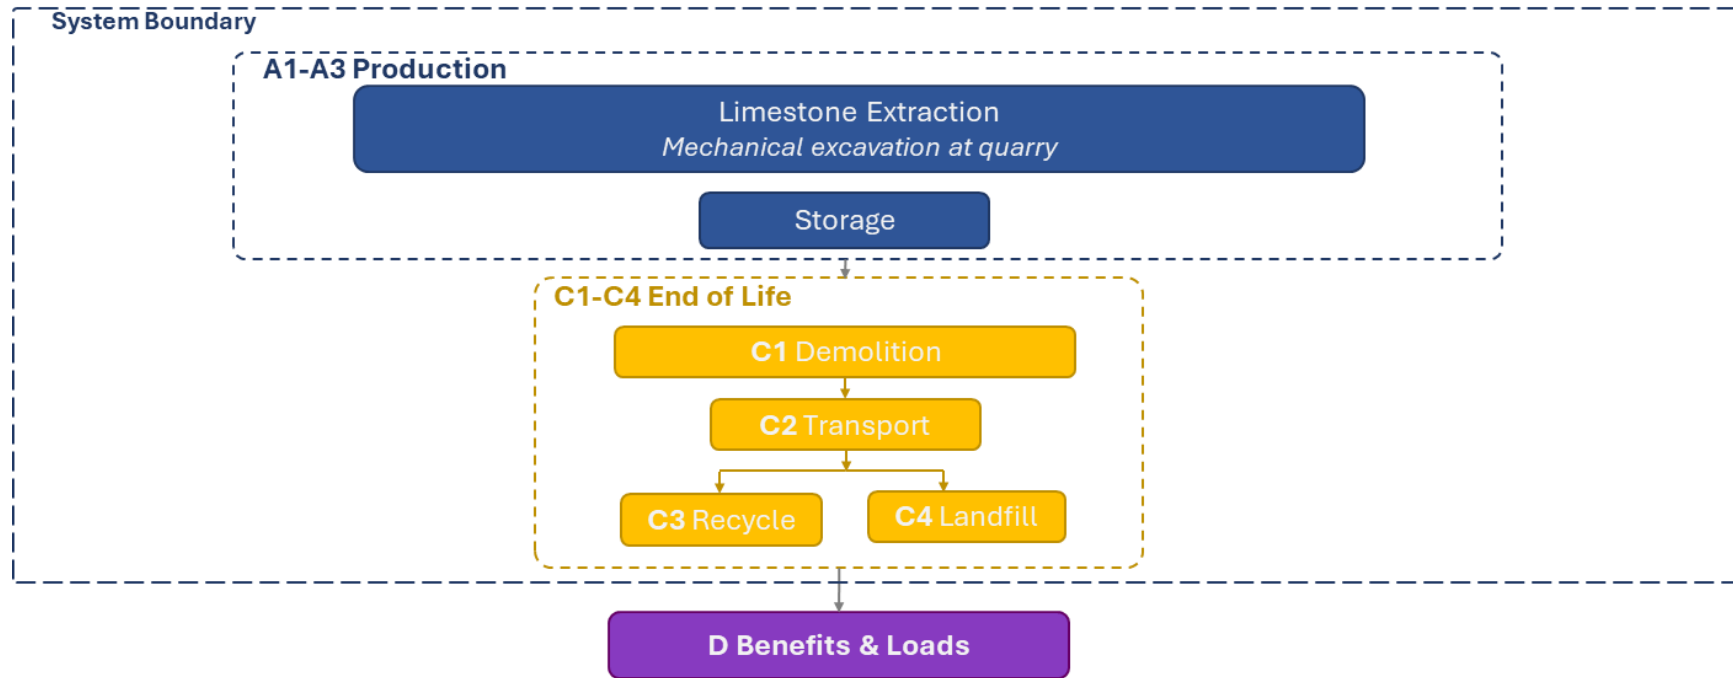 System Boundary
A1-A3 Production
Limestone Extraction
Mechanical excavation at quarry
Storage
C1-C4 End of Life
C1 Demolition
C2 Transport
C3 Recycle
C4 Landfill
D Benefits & Loads